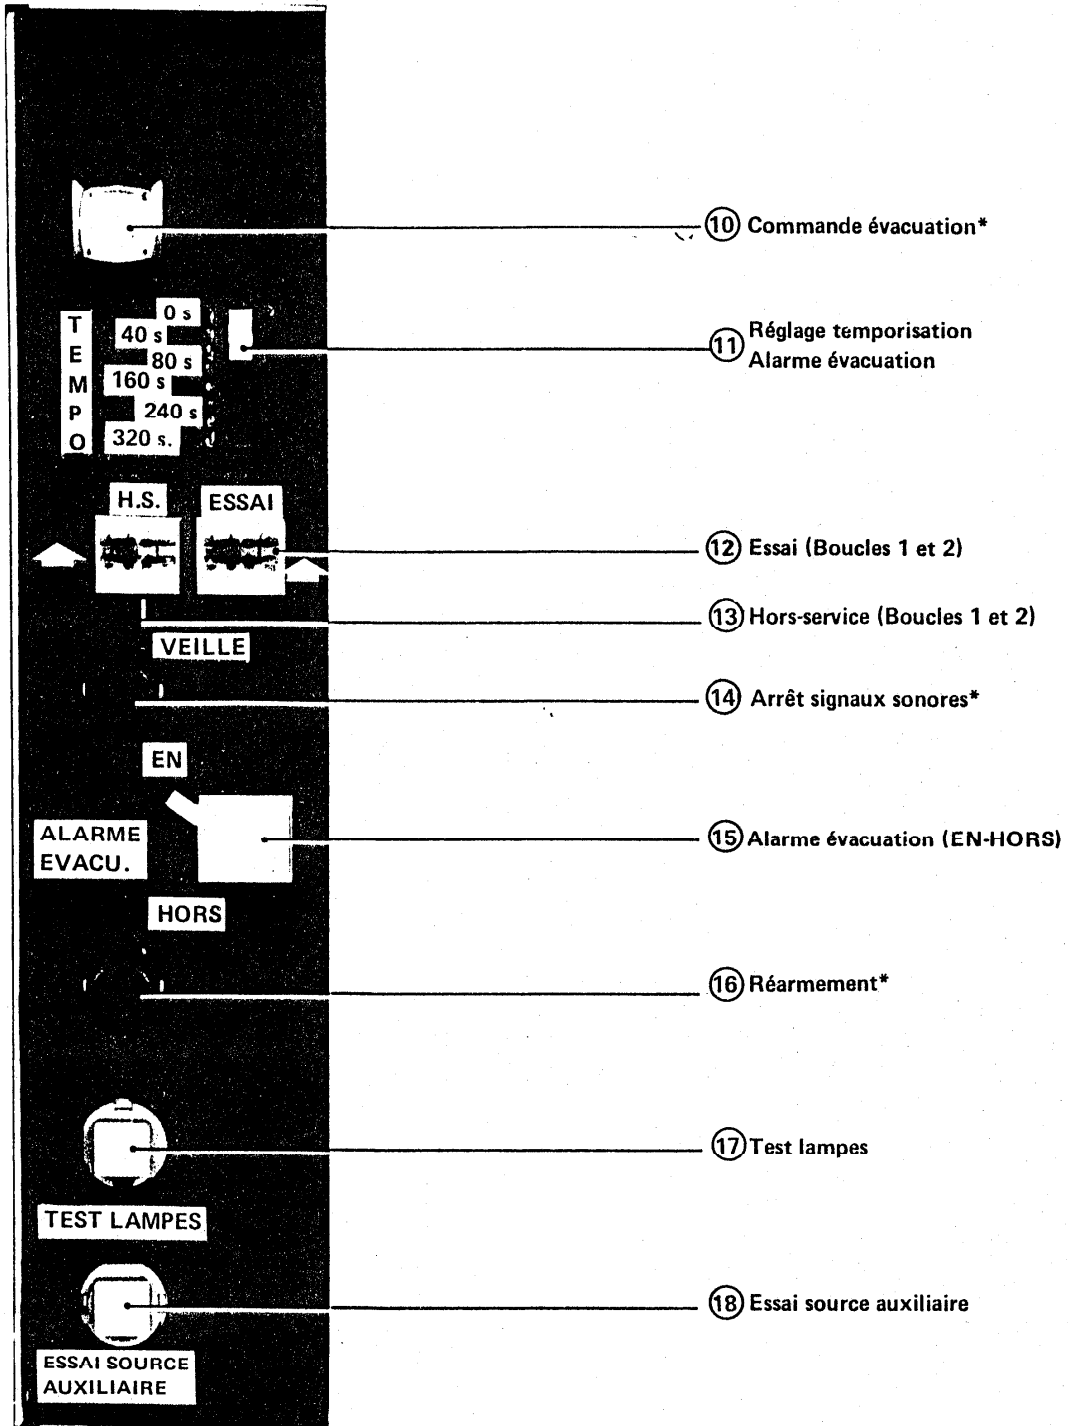 ⑩ Commande évacuation*
T
E
M
P
O
0 s
40 s
80 s
160 s
240 s
320 s.
⑪ Réglage temporisation
Alarme évacuation
H.S.
ESSAI
⑫ Essai (Boucles 1 et 2)
⑬ Hors-service (Boucles 1 et 2)
VEILLE
⑭ Arrêt signaux sonores*
EN
ALARME
EVACU.
⑮ Alarme évacuation (EN-HORS)
HORS
⑯ Réarmement*
⑰ Test lampes
TEST LAMPES
⑱ Essai source auxiliaire
ESSAI SOURCE
AUXILIAIRE